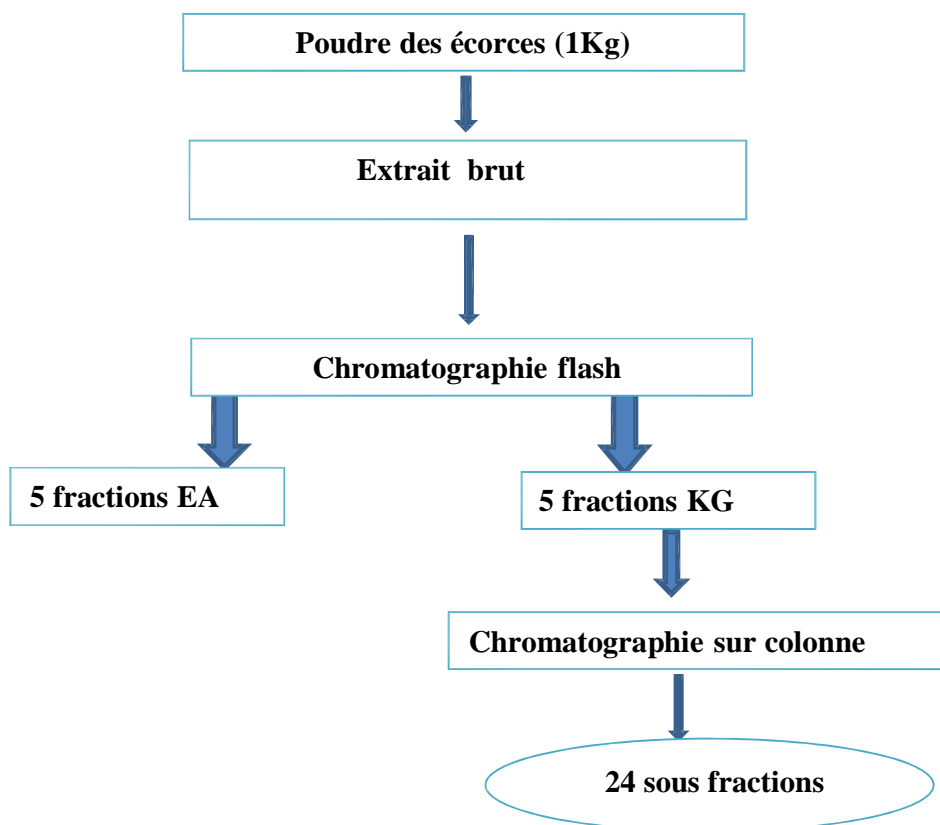 Poudre des écorces (1Kg)
Extrait brut
Chromatographie flash
5 fractions EA
5 fractions KG
Chromatographie sur colonne
24 sous fractions